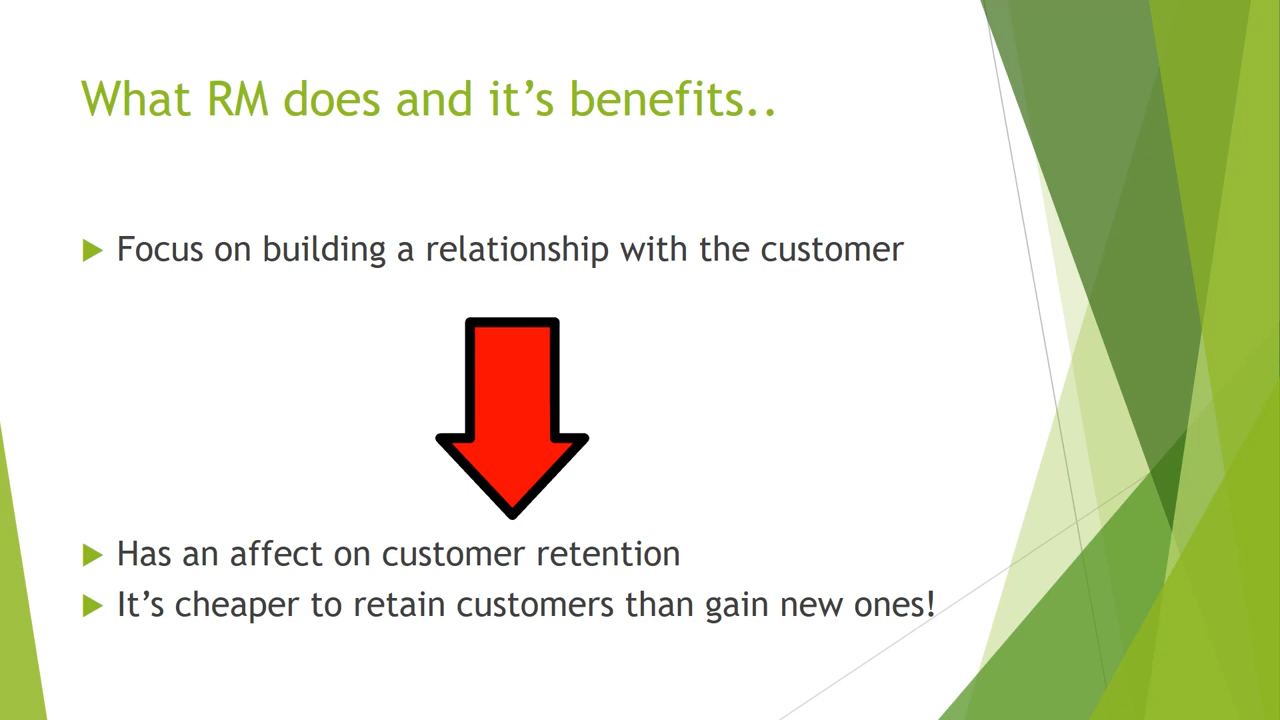 What RM does and it’s benefits..
Focus on building a relationship with the customer
Has an affect on customer retention
It’s cheaper to retain customers than gain new ones!